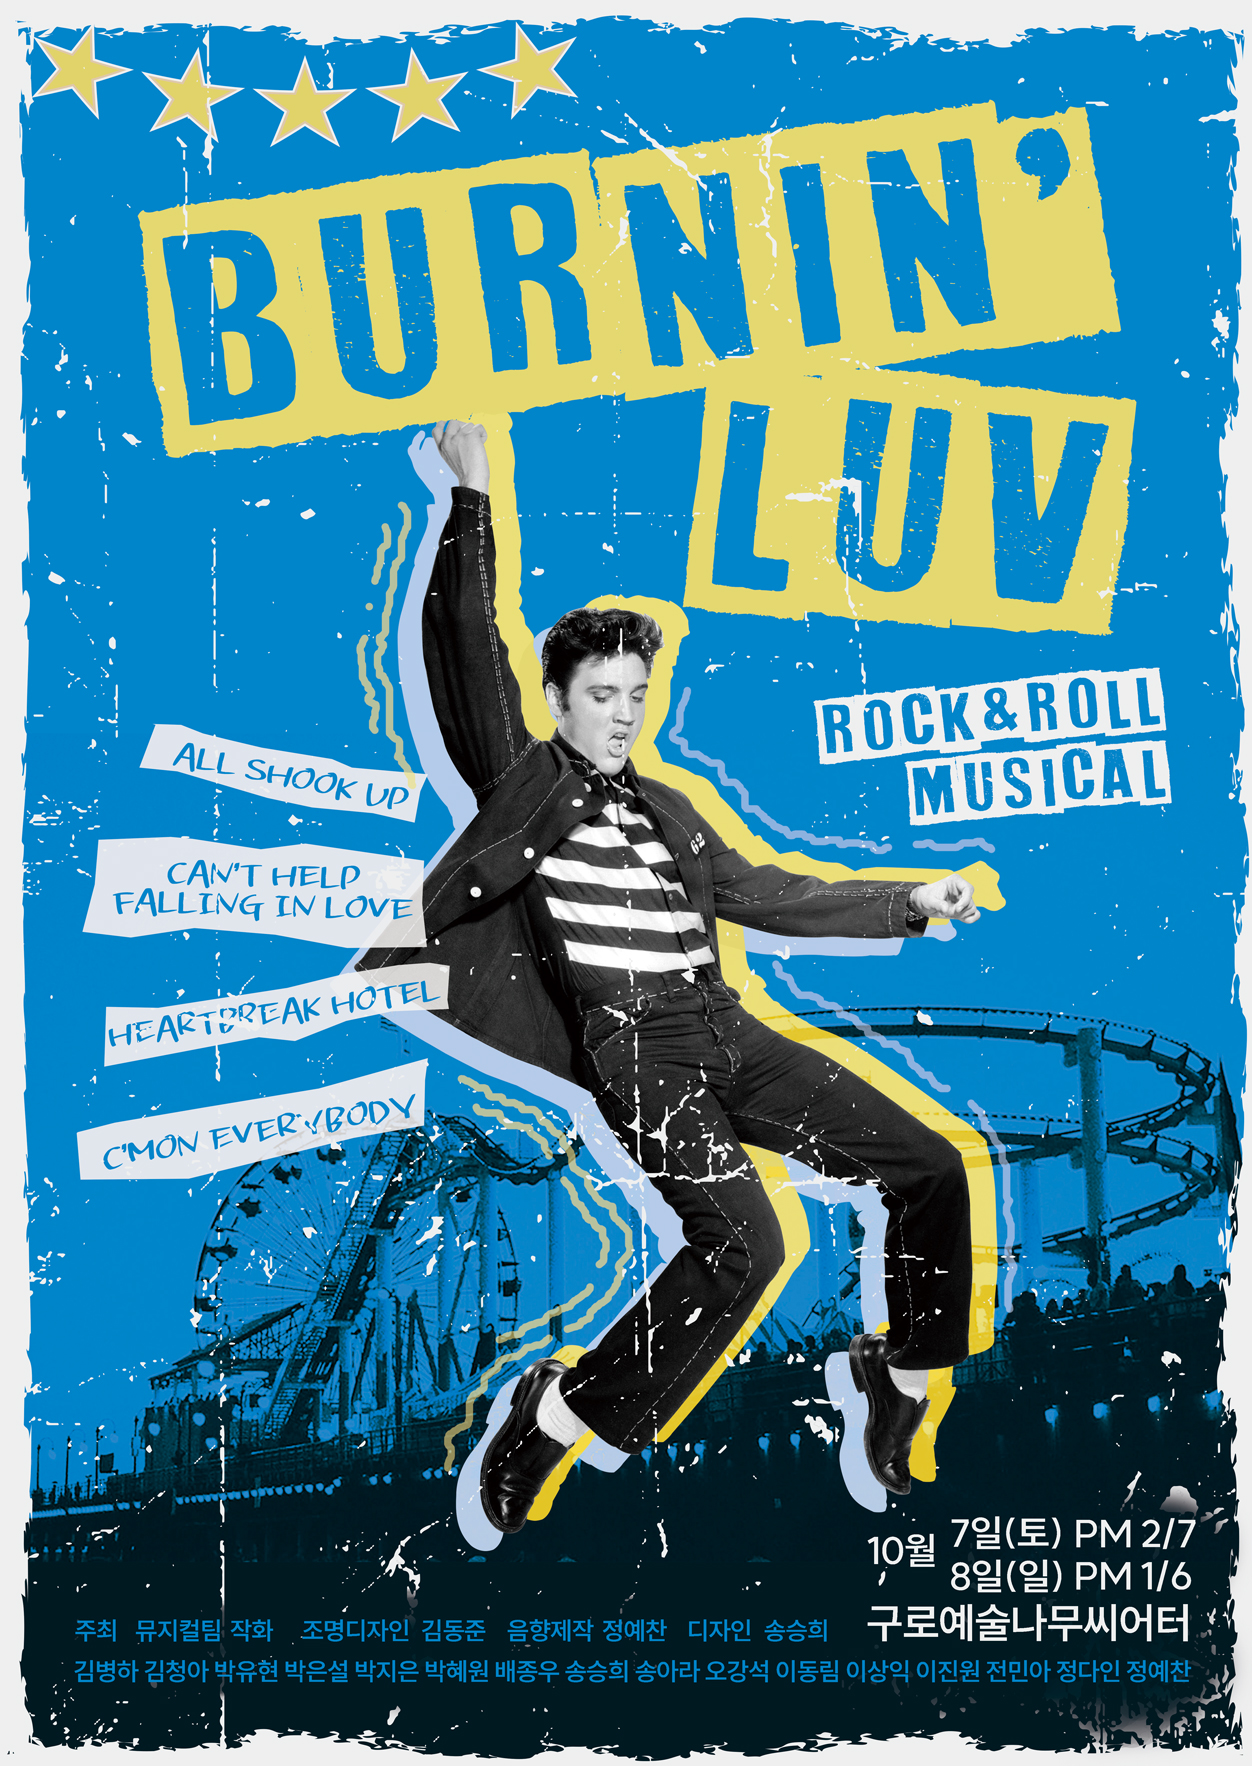 BURNIN'
LUV
ROCK&ROLL
MUSICAL
ALL SHOOK UP
CAN'T HELP
FALLING IN LOVE
HEARTBREAK HOTEL
C'MON EVERYBODY
62
10월
7일(토) PM 2/7
8일(일) PM 1/6
구로예술나무씨어터
주최 뮤지컬팀 작화 조명디자인 김동준 음향제작 정예찬 디자인 송승희
김병하 김청아 박유현 박은설 박지은 박혜원 배종우 송승희 송아라 오강석 이동림 이상익 이진원 전민아 정다인 정예찬